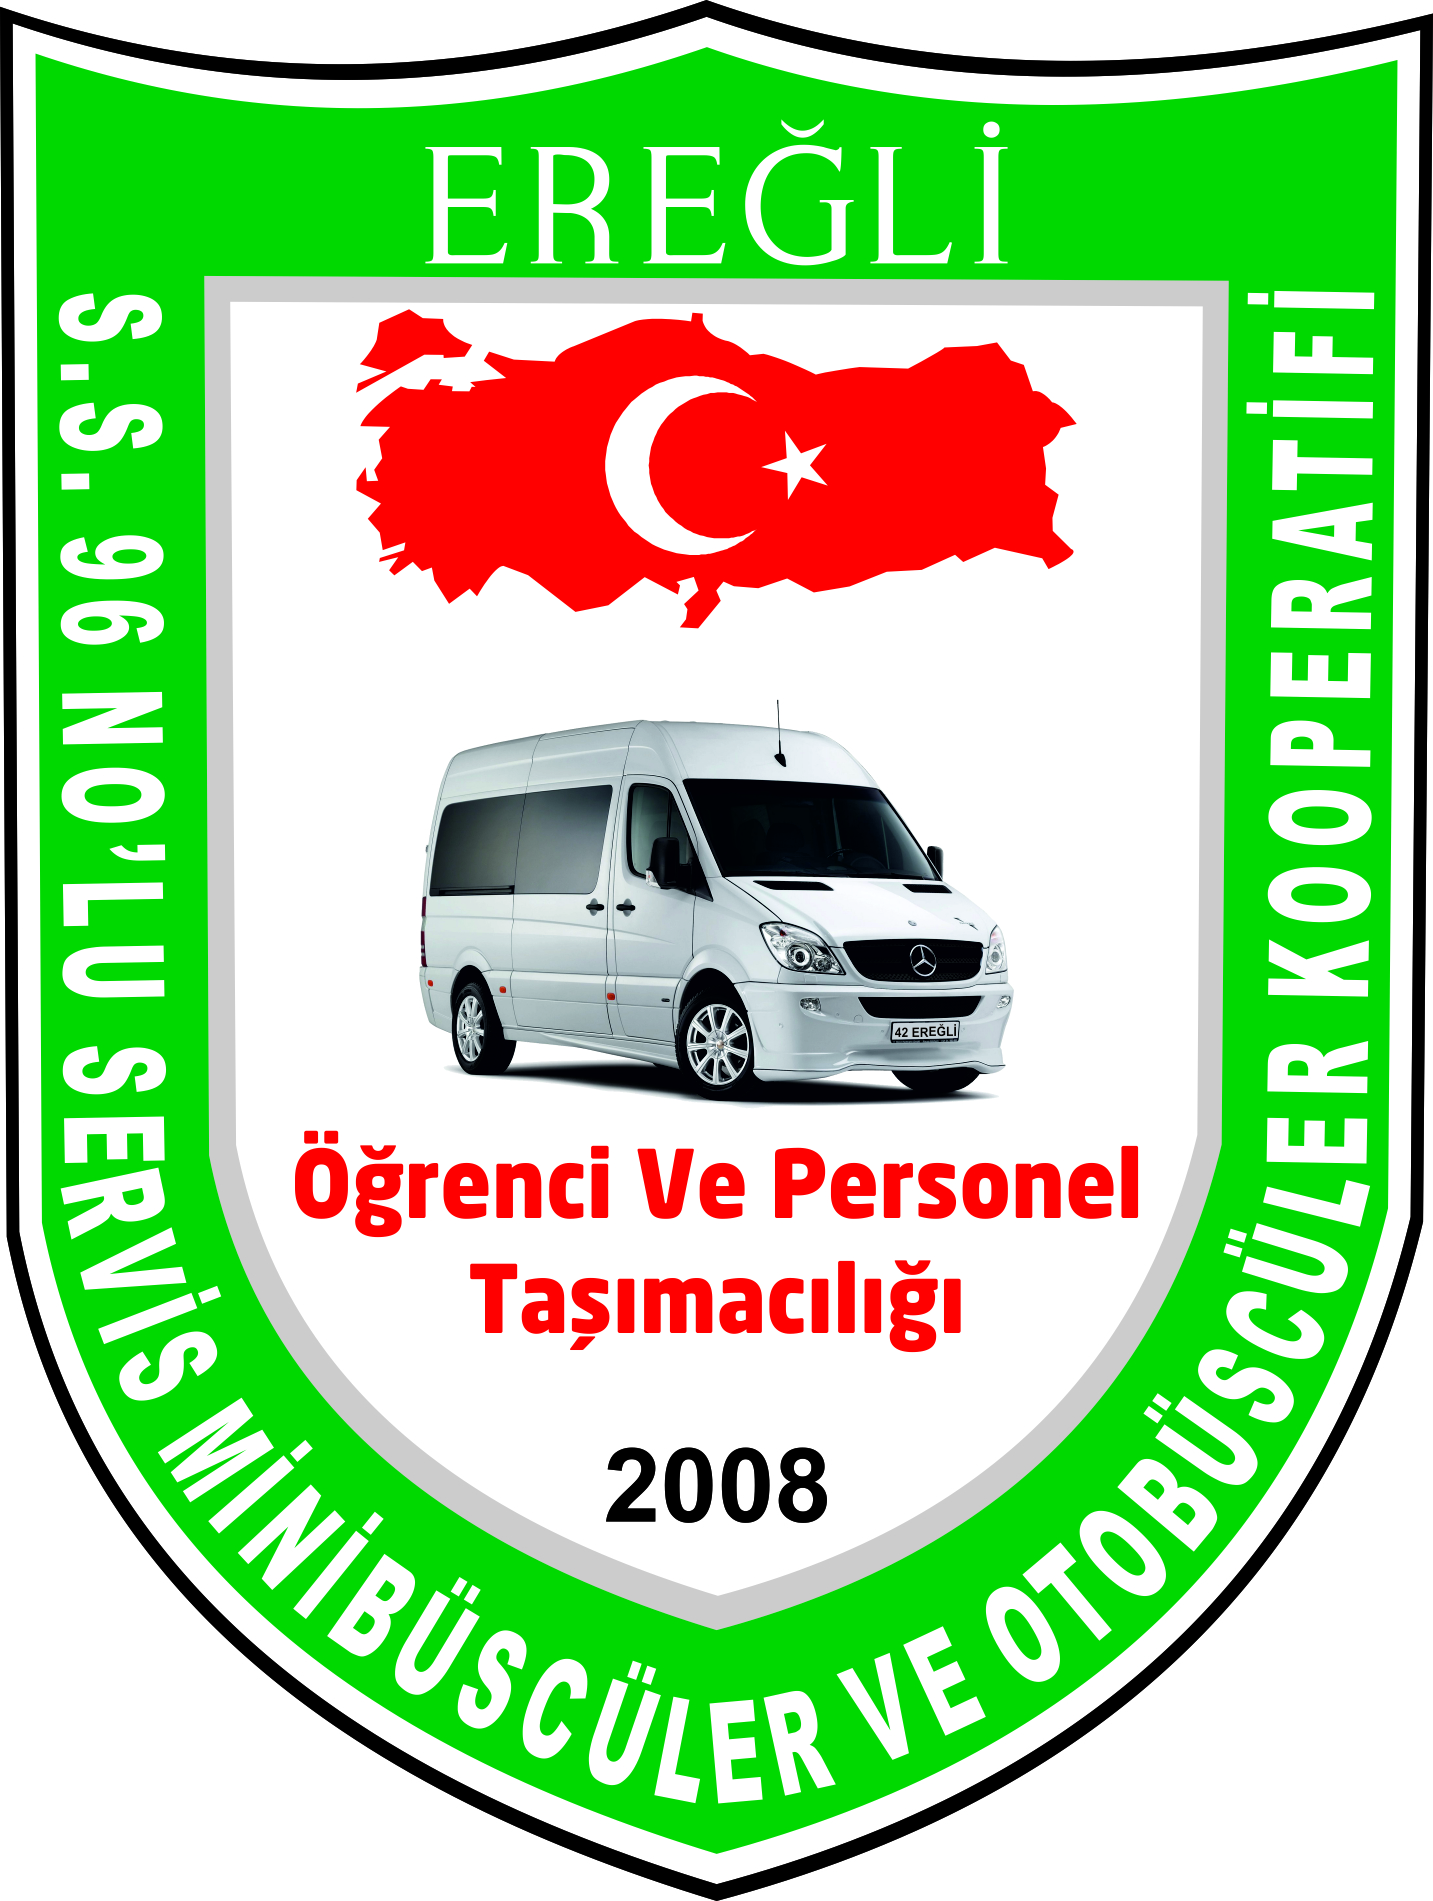 EREĞLİ
S.S. 96 NO'LU SERVİS MİNİBÜSCÜLER VE OTOBÜSCÜLER KOOPERATİFİ
42 EREĞLİ
Öğrenci Ve Personel
Taşımacılığı
2008